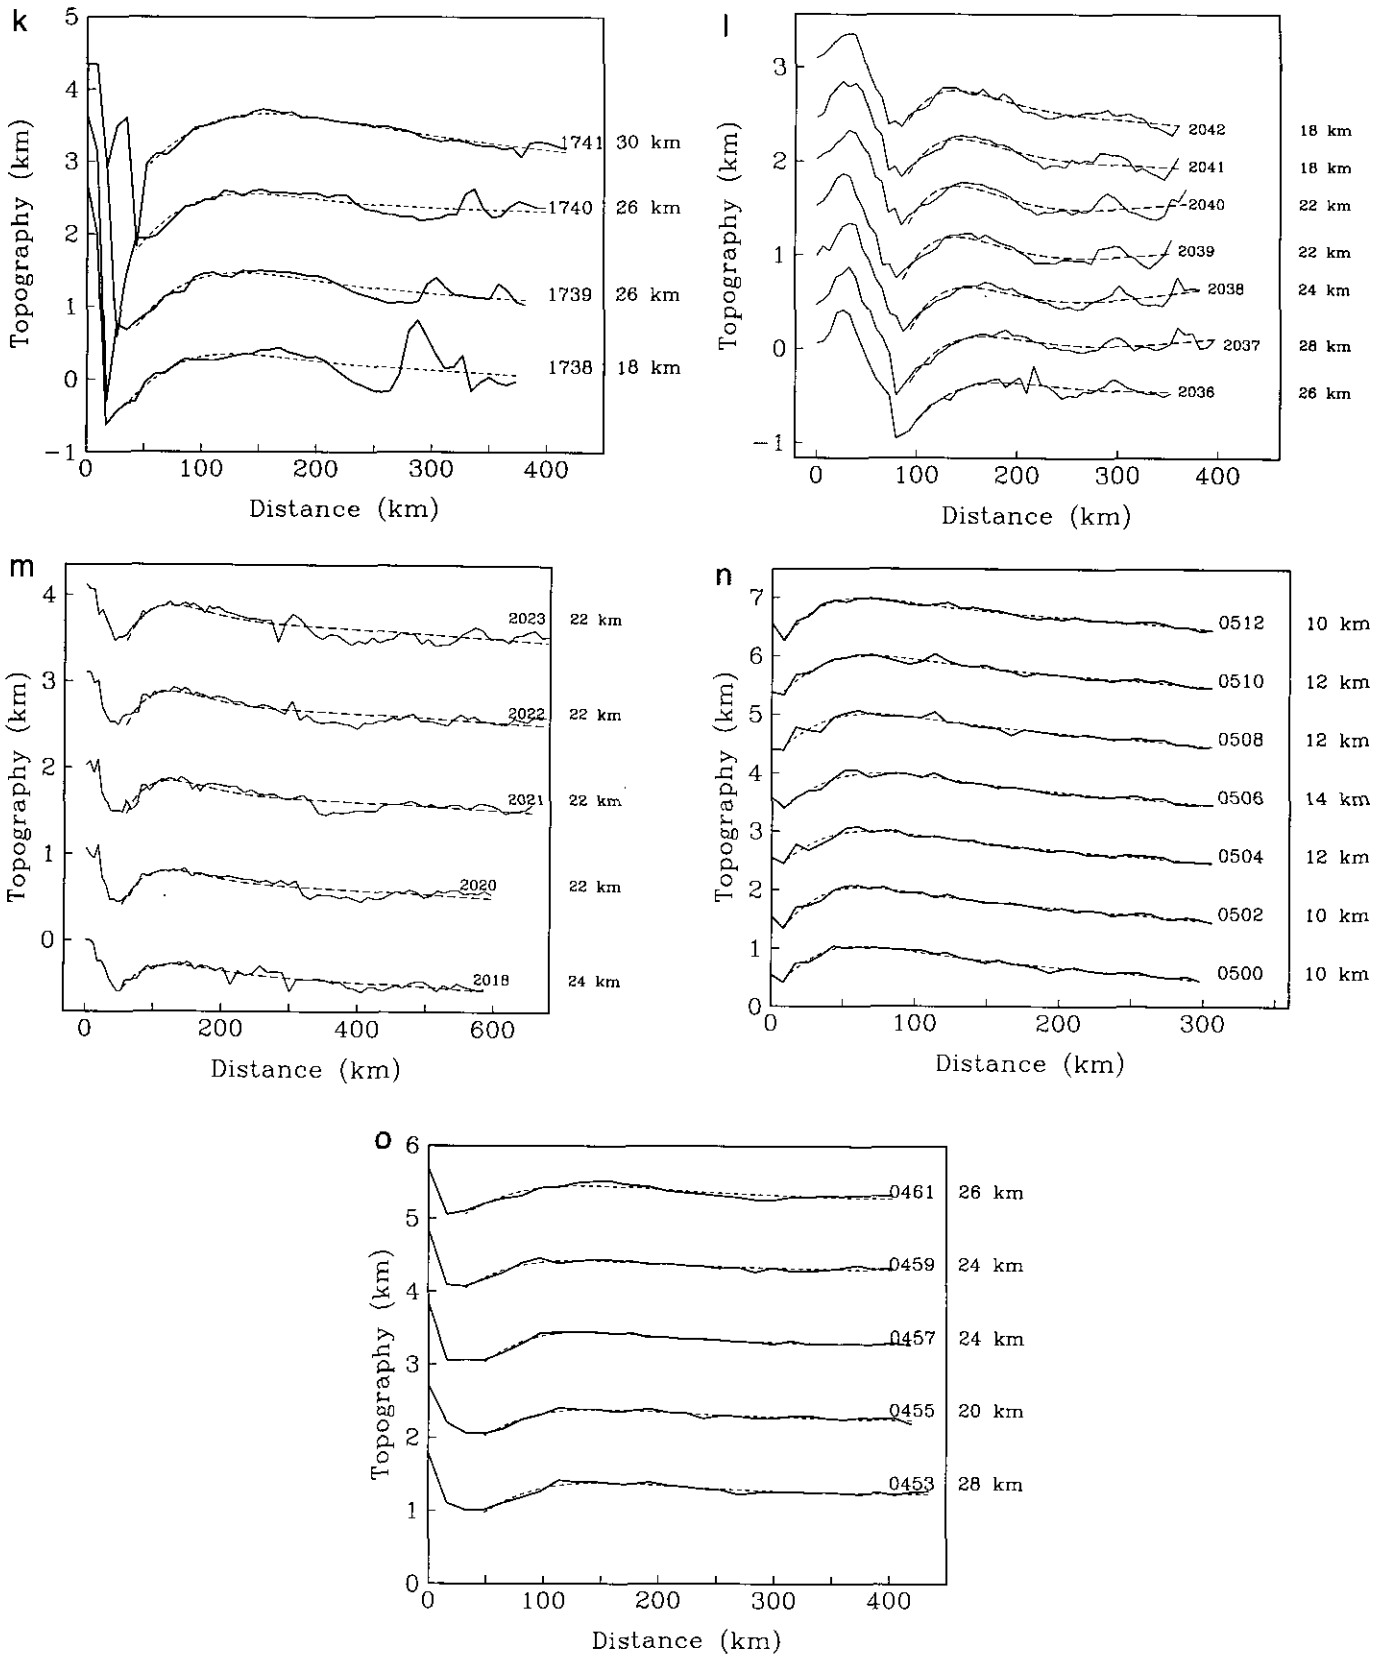 k
5
4
3
2
1
0
-1
Topography (km)
1741 30 km
1740 26 km
1739 26 km
1738 18 km
0 100 200 300 400
Distance (km)
l
3
2
1
0
-1
Topography (km)
2042 18 km
2041 18 km
2040 22 km
2039 22 km
2038 24 km
2037 28 km
2036 26 km
0 100 200 300 400
Distance (km)
m
4
3
2
1
0
Topography (km)
2023 22 km
2022 22 km
2021 22 km
2020 22 km
2018 24 km
0 200 400 600
Distance (km)
n
7
6
5
4
3
2
1
0
Topography (km)
0512 10 km
0510 12 km
0508 12 km
0506 14 km
0504 12 km
0502 10 km
0500 10 km
0 100 200 300
Distance (km)
o
6
5
4
3
2
1
0
Topography (km)
0461 26 km
0459 24 km
0457 24 km
0455 20 km
0453 28 km
0 100 200 300 400
Distance (km)